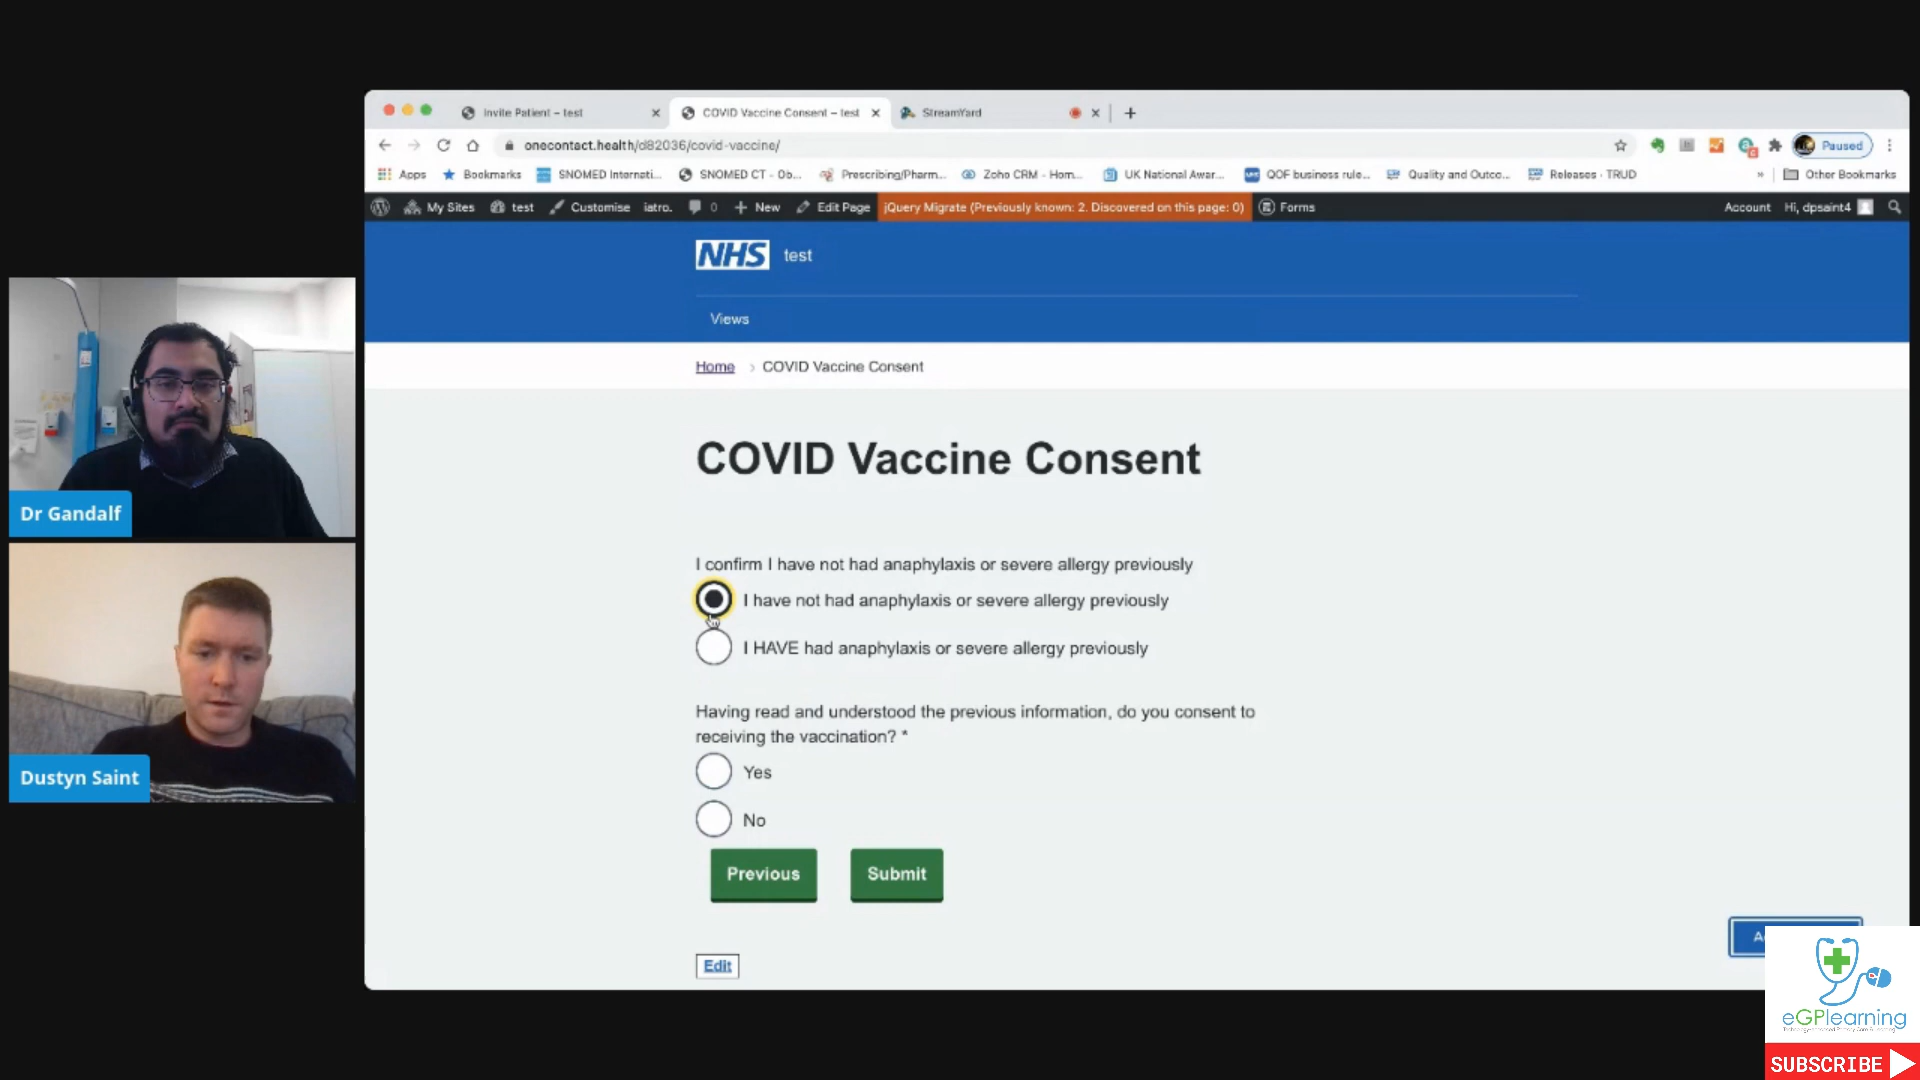 Invite Patient – test
COVID Vaccine Consent – test
StreamYard
onecontact.health/d82036/covid-vaccine/
Paused
Apps
Bookmarks
SNOMED Internati...
SNOMED CT - Ob...
Prescribing/Pharm...
Zoho CRM - Hom...
UK National Awar...
QOF business rule...
Quality and Outco...
Releases · TRUD
»
Other Bookmarks
My Sites
test
Customise
iatro.
0
New
Edit Page
jQuery Migrate (Previously known: 2. Discovered on this page: 0)
Forms
Account
Hi, dpsaint4
NHS
test
Views
Home
COVID Vaccine Consent
COVID Vaccine Consent
I confirm I have not had anaphylaxis or severe allergy previously
I have not had anaphylaxis or severe allergy previously
I HAVE had anaphylaxis or severe allergy previously
Having read and understood the previous information, do you consent to
receiving the vaccination? *
Yes
No
Previous
Submit
Edit
Dr Gandalf
Dustyn Saint
eGPlearning
SUBSCRIBE